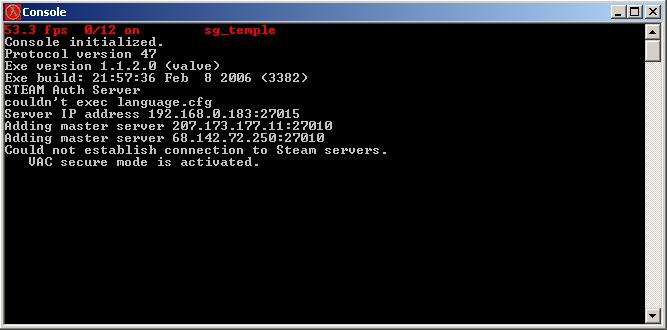 Console
53.3 fps  0/12 on        sg_temple
Console initialized.
Protocol version 47
Exe version 1.1.2.0 (valve)
Exe build: 21:57:36 Feb  8 2006 (3382)
STEAM Auth Server
couldn't exec language.cfg
Server IP address 192.168.0.183:27015
Adding master server 207.173.177.11:27010
Adding master server 68.142.72.250:27010
Could not establish connection to Steam servers.
   VAC secure mode is activated.